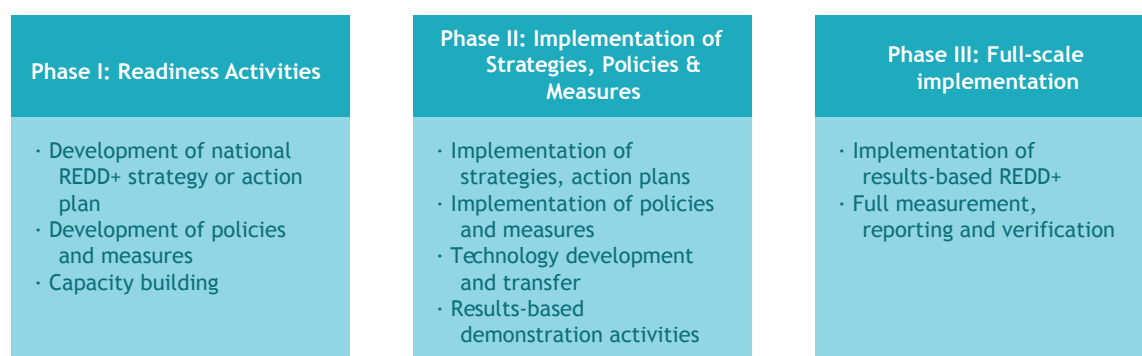 Phase I: Readiness Activities
· Development of national
REDD+ strategy or action
plan
· Development of policies
and measures
· Capacity building
Phase II: Implementation of
Strategies, Policies &
Measures
· Implementation of
strategies, action plans
· Implementation of policies
and measures
· Technology development
and transfer
· Results-based
demonstration activities
Phase III: Full-scale
implementation
· Implementation of
results-based REDD+
· Full measurement,
reporting and verification